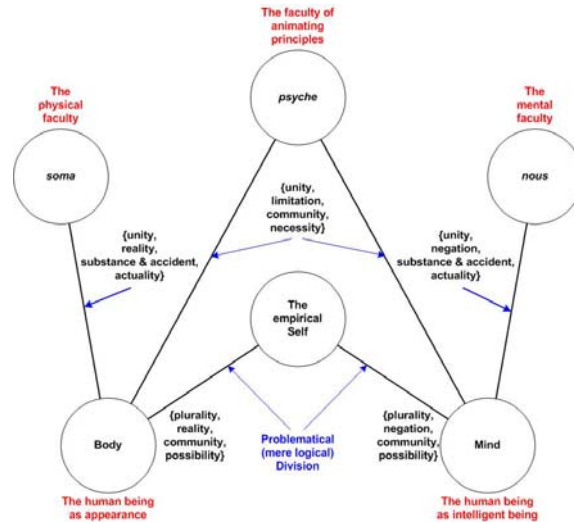 The faculty of
animating
principles
psyche
The
physical
faculty
soma
The
mental
faculty
nous
{unity,
reality,
substance & accident,
actuality}
{unity,
limitation,
community,
necessity}
{unity,
negation,
substance & accident,
actuality}
The
empirical
Self
{plurality,
reality,
community,
possibility}
Problematical
(mere logical)
Division
{plurality,
negation,
community,
possibility}
Body
Mind
The human being
as appearance
The human being
as intelligent being